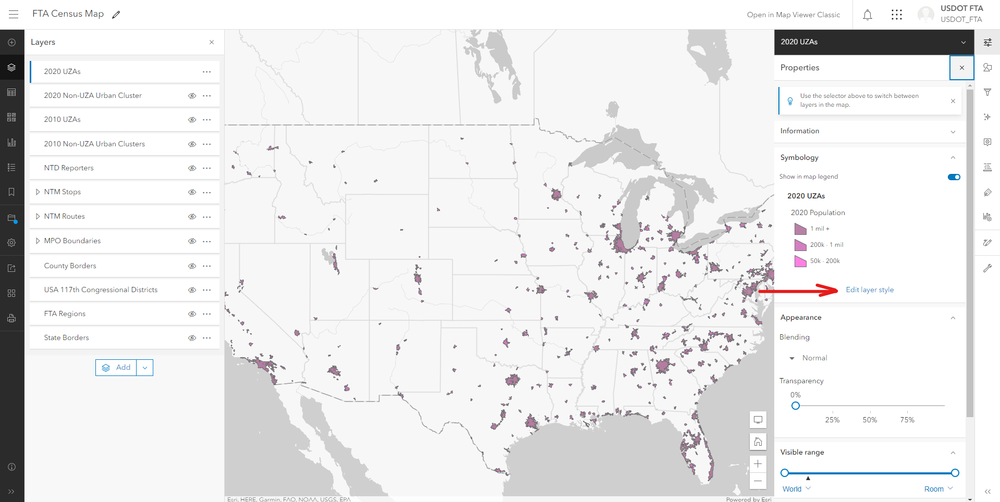 FTA Census Map
Open in Map Viewer Classic
USDOT FTA
USDOT_FTA
Layers
2020 UZAs
2020 Non-UZA Urban Cluster
2010 UZAs
2010 Non-UZA Urban Clusters
NTD Reporters
NTM Stops
NTM Routes
MPO Boundaries
County Borders
USA 117th Congressional Districts
FTA Regions
State Borders
Add
Esri, HERE, Garmin, FAO, NOAA, USGS, EPA
Powered by Esri
2020 UZAs
Properties
Use the selector above to switch between
layers in the map.
Information
Symbology
Show in map legend
2020 UZAs
2020 Population
1 mil +
200k - 1 mil
50k - 200k
Edit layer style
Appearance
Blending
Normal
Transparency
0%
25% 50% 75%
Visible range
World Room